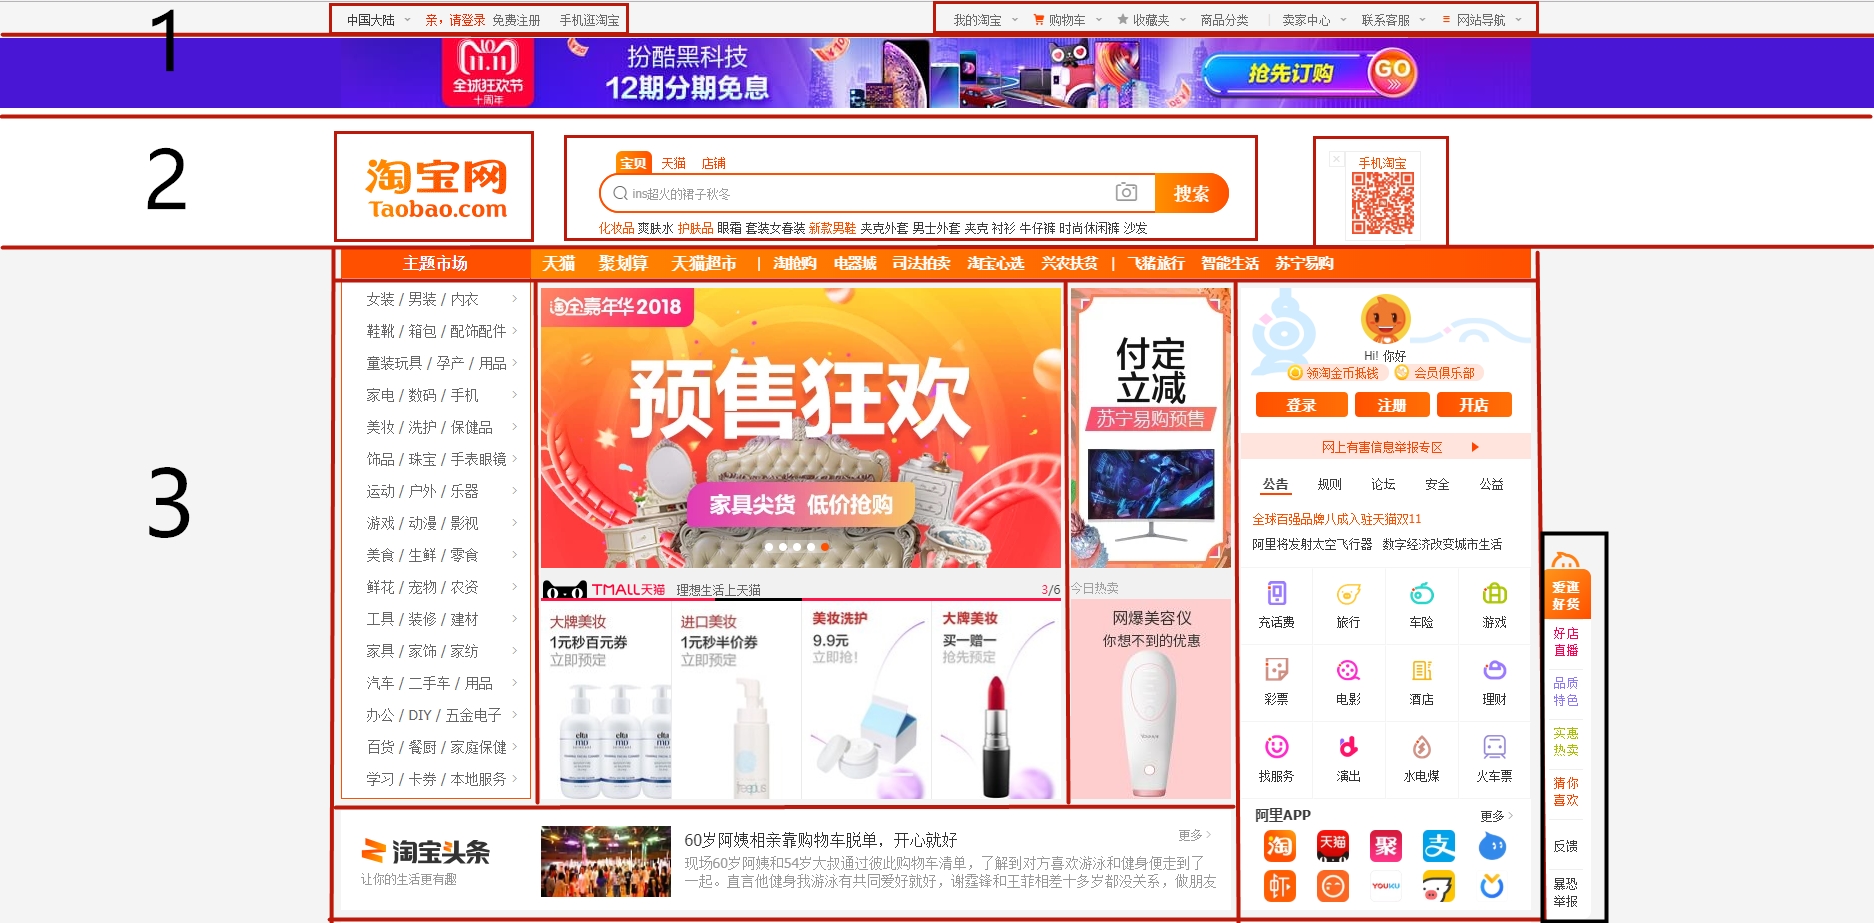 1
中国大陆 亲，请登录 免费注册 手机逛淘宝
我的淘宝 购物车 收藏夹 商品分类 卖家中心 联系客服 网站导航
11.11
全球狂欢节
十周年
扮酷黑科技
12期分期免息
抢先订购 GO
2
淘宝网
Taobao.com
宝贝 天猫 店铺
ins超火的裙子秋冬
搜索
化妆品 爽肤水 护肤品 眼霜 套装女春装 新款男鞋 夹克外套 男士外套 夹克 衬衫 牛仔裤 时尚休闲裤 沙发
手机淘宝
3
主题市场
天猫 聚划算 天猫超市 | 淘抢购 电器城 司法拍卖 淘宝心选 兴农扶贫 | 飞猪旅行 智能生活 苏宁易购
女装 / 男装 / 内衣
鞋靴 / 箱包 / 配饰配件
童装玩具 / 孕产 / 用品
家电 / 数码 / 手机
美妆 / 洗护 / 保健品
饰品 / 珠宝 / 手表眼镜
运动 / 户外 / 乐器
游戏 / 动漫 / 影视
美食 / 生鲜 / 零食
鲜花 / 宠物 / 农资
工具 / 装修 / 建材
家具 / 家饰 / 家纺
汽车 / 二手车 / 用品
办公 / DIY / 五金电子
百货 / 餐厨 / 家庭保健
学习 / 卡券 / 本地服务
淘宝嘉年华2018
预售狂欢
家具尖货 低价抢购
TMALL天猫 理想生活上天猫
3/6
大牌美妆
1元秒百元券
立即预定
进口美妆
1元秒半价券
立即预定
美妆洗护
9.9元
立即抢!
大牌美妆
买一赠一
抢先预定
elta
md
elta
md
elta
md
freeplus
付定
立减
苏宁易购预售
今日热卖
网爆美容仪
你想不到的优惠
Hi! 你好
领淘金币抵钱 会员俱乐部
登录 注册 开店
网上有害信息举报专区
公告 规则 论坛 安全 公益
全球百强品牌八成入驻天猫双11
阿里将发射太空飞行器 数字经济改变城市生活
充话费 旅行 车险 游戏
彩票 电影 酒店 理财
找服务 演出 水电煤 火车票
阿里APP
更多
淘 天猫 聚 支
虾 YOUKU
淘宝头条
让你的生活更有趣
60岁阿姨相亲靠购物车脱单，开心就好
更多
现场60岁阿姨和54岁大叔通过彼此购物车清单，了解到对方喜欢游泳和健身便走到了
一起。直言他健身我游泳有共同爱好就好，谢霆锋和王菲相差十多岁都没关系，做朋友
爱逛
好货
好店
直播
品质
特色
实惠
热卖
猜你
喜欢
反馈
暴恐
举报